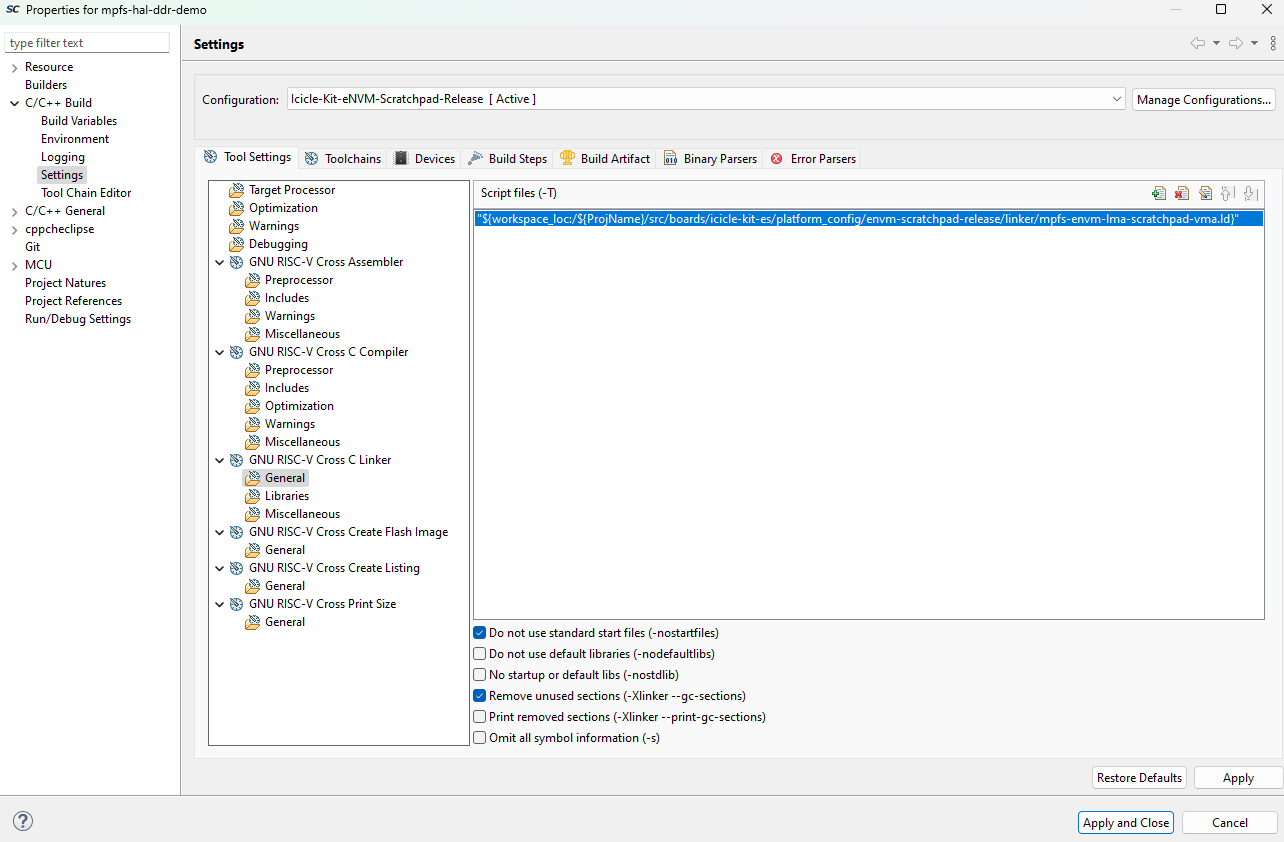 SC Properties for mpfs-hal-ddr-demo
type filter text
Resource
Builders
C/C++ Build
Build Variables
Environment
Logging
Settings
Tool Chain Editor
C/C++ General
cppcheclipse
Git
MCU
Project Natures
Project References
Run/Debug Settings
Settings
Configuration: Icicle-Kit-eNVM-Scratchpad-Release [ Active ] Manage Configurations...
Tool Settings Toolchains Devices Build Steps Build Artifact Binary Parsers Error Parsers
Target Processor
Optimization
Warnings
Debugging
GNU RISC-V Cross Assembler
Preprocessor
Includes
Warnings
Miscellaneous
GNU RISC-V Cross C Compiler
Preprocessor
Includes
Optimization
Warnings
Miscellaneous
GNU RISC-V Cross C Linker
General
Libraries
Miscellaneous
GNU RISC-V Cross Create Flash Image
General
GNU RISC-V Cross Create Listing
General
GNU RISC-V Cross Print Size
General
Script files (-T)
"${workspace_loc:/${ProjName}/src/boards/icicle-kit-es/platform_config/envm-scratchpad-release/linker/mpfs-envm-lma-scratchpad-vma.ld}"
Do not use standard start files (-nostartfiles)
Do not use default libraries (-nodefaultlibs)
No startup or default libs (-nostdlib)
Remove unused sections (-Xlinker --gc-sections)
Print removed sections (-Xlinker --print-gc-sections)
Omit all symbol information (-s)
Restore Defaults Apply
? Apply and Close Cancel